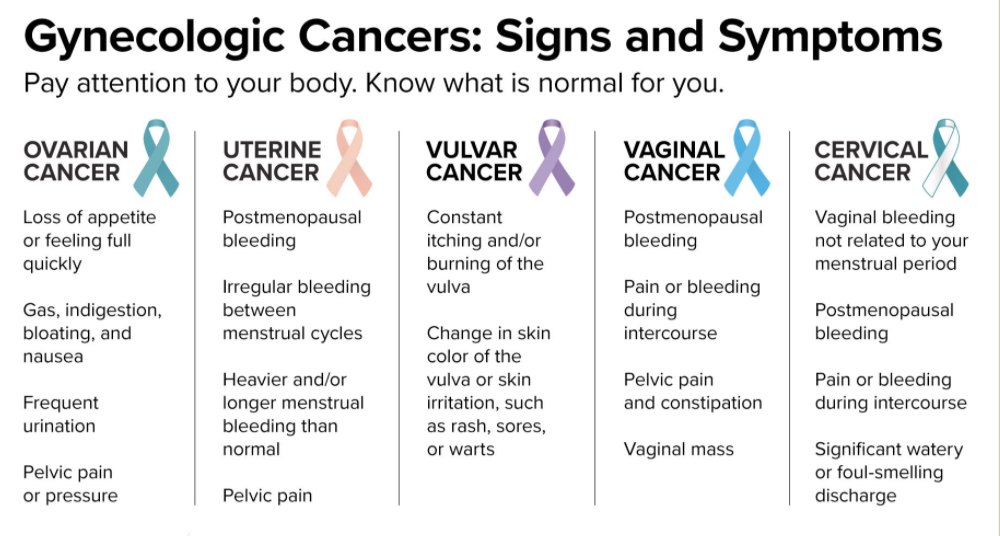 Gynecologic Cancers: Signs and Symptoms
Pay attention to your body. Know what is normal for you.
OVARIAN
CANCER
Loss of appetite
or feeling full
quickly
Gas, indigestion,
bloating, and
nausea
Frequent
urination
Pelvic pain
or pressure
UTERINE
CANCER
Postmenopausal
bleeding
Irregular bleeding
between
menstrual cycles
Heavier and/or
longer menstrual
bleeding than
normal
Pelvic pain
VULVAR
CANCER
Constant
itching and/or
burning of the
vulva
Change in skin
color of the
vulva or skin
irritation, such
as rash, sores,
or warts
VAGINAL
CANCER
Postmenopausal
bleeding
Pain or bleeding
during
intercourse
Pelvic pain
and constipation
Vaginal mass
CERVICAL
CANCER
Vaginal bleeding
not related to your
menstrual period
Postmenopausal
bleeding
Pain or bleeding
during intercourse
Significant watery
or foul-smelling
discharge